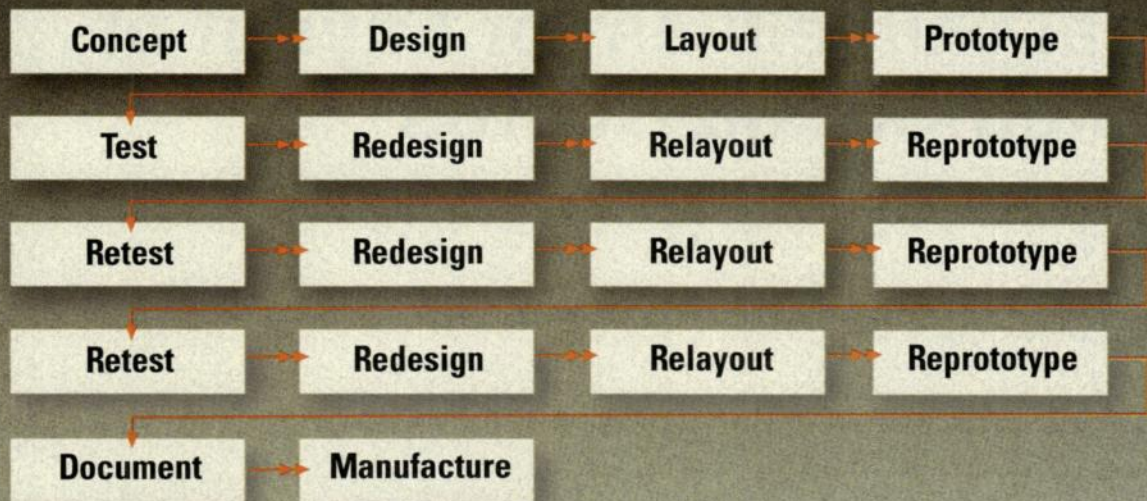 Concept Design Layout Prototype
Test Redesign Relayout Reprototype
Retest Redesign Relayout Reprototype
Retest Redesign Relayout Reprototype
Document Manufacture